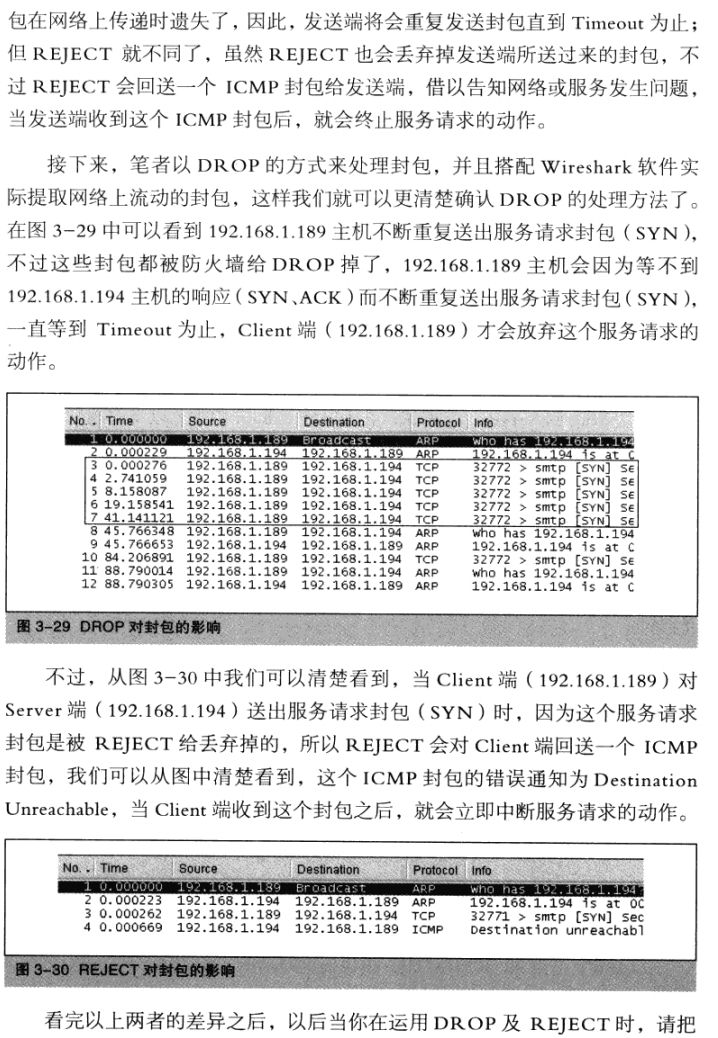 包在网络上传递时遗失了，因此，发送端将会重复发送封包直到 Timeout 为止；
但 REJECT 就不同了，虽然 REJECT 也会丢弃掉发送端所送过来的封包，不
过 REJECT 会回送一个 ICMP 封包给发送端，借以告知网络或服务发生问题，
当发送端收到这个 ICMP 封包后，就会终止服务请求的动作。
接下来，笔者以 DROP 的方式来处理封包，并且搭配 Wireshark 软件实
际提取网络上流动的封包，这样我们就可以更清楚确认 DROP 的处理方法了。
在图 3-29 中可以看到 192.168.1.189 主机不断重复送出服务请求封包（SYN），
不过这些封包都被防火墙给 DROP 掉了，192.168.1.189 主机会因为等不到
192.168.1.194 主机的响应（SYN、ACK）而不断重复送出服务请求封包（SYN），
一直等到 Timeout 为止，Client 端（192.168.1.189）才会放弃这个服务请求的
动作。
No. . Time Source Destination Protocol Info
1 0.000000 192.168.1.189 Broadcast ARP Who has 192.168.1.194
2 0.000229 192.168.1.194 192.168.1.189 ARP 192.168.1.194 is at 0
3 0.000276 192.168.1.189 192.168.1.194 TCP 32772 > smtp [SYN] Se
4 2.741059 192.168.1.189 192.168.1.194 TCP 32772 > smtp [SYN] Se
5 8.158087 192.168.1.189 192.168.1.194 TCP 32772 > smtp [SYN] Se
6 19.158541 192.168.1.189 192.168.1.194 TCP 32772 > smtp [SYN] Se
7 41.141121 192.168.1.189 192.168.1.194 TCP 32772 > smtp [SYN] Se
8 45.766348 192.168.1.189 192.168.1.194 ARP Who has 192.168.1.194
9 45.766653 192.168.1.194 192.168.1.189 ARP 192.168.1.194 is at 0
10 84.206891 192.168.1.189 192.168.1.194 TCP 32772 > smtp [SYN] Se
11 88.790014 192.168.1.189 192.168.1.194 ARP Who has 192.168.1.194
12 88.790305 192.168.1.194 192.168.1.189 ARP 192.168.1.194 is at 0
图 3-29 DROP 对封包的影响
不过，从图 3-30 中我们可以清楚看到，当 Client 端（192.168.1.189）对
Server 端（192.168.1.194）送出服务请求封包（SYN）时，因为这个服务请求
封包是被 REJECT 给丢弃掉的，所以 REJECT 会对 Client 端回送一个 ICMP
封包，我们可以从图中清楚看到，这个 ICMP 封包的错误通知为 Destination
Unreachable，当 Client 端收到这个封包之后，就会立即中断服务请求的动作。
No. . Time Source Destination Protocol Info
1 0.000000 192.168.1.189 Broadcast ARP Who has 192.168.1.194
2 0.000223 192.168.1.194 192.168.1.189 ARP 192.168.1.194 is at 00
3 0.000262 192.168.1.189 192.168.1.194 TCP 32771 > smtp [SYN] Sec
4 0.000669 192.168.1.194 192.168.1.189 ICMP Destination unreachabl
图 3-30 REJECT 对封包的影响
看完以上两者的差异之后，以后当你在运用 DROP 及 REJECT 时，请把